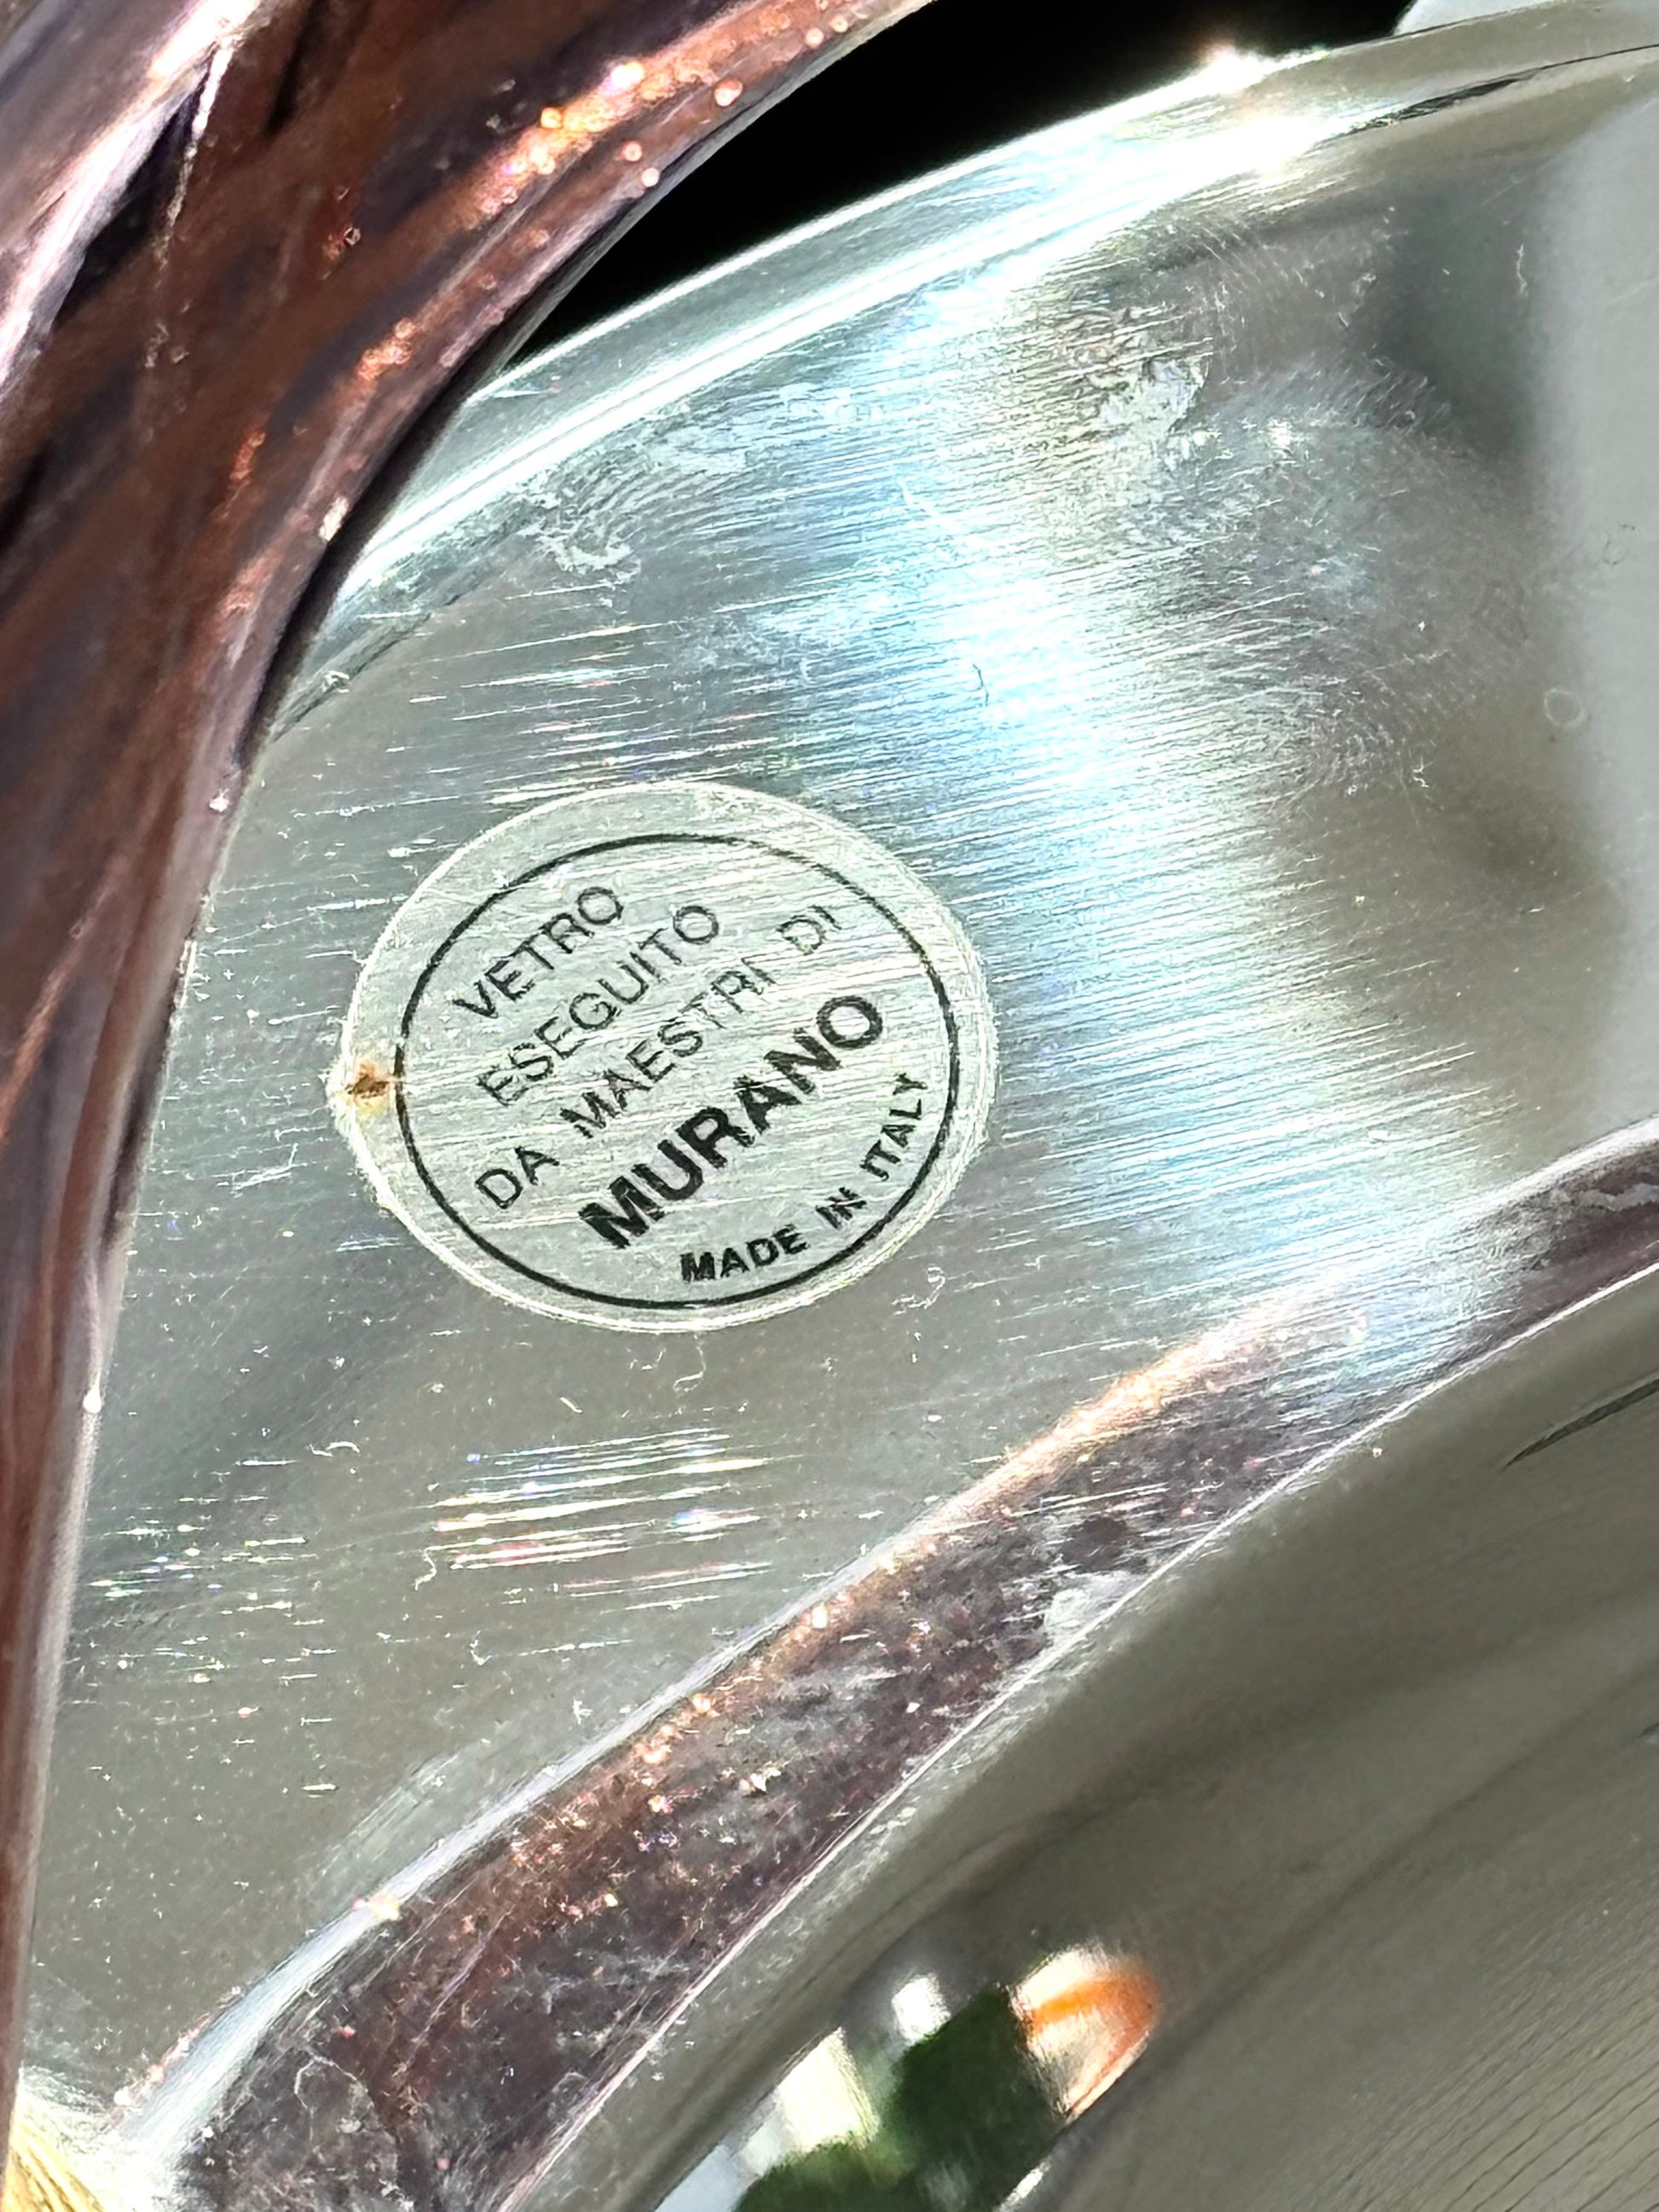 VETRO
ESEGUITO
DA MAESTRI DI
MURANO
MADE IN ITALY